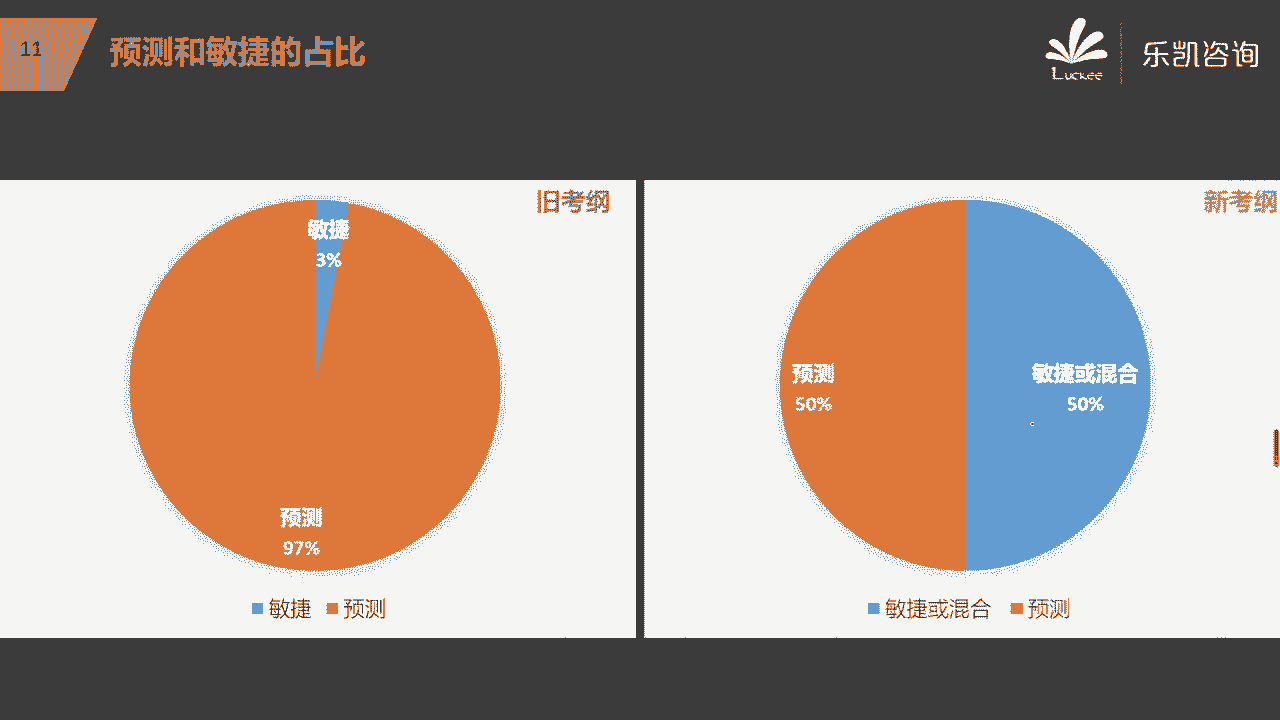 11
预测和敏捷的占比
Luckee
乐凯咨询
旧考纲
敏捷
3%
预测
97%
敏捷 预测
新考纲
预测
50%
敏捷或混合
50%
敏捷或混合 预测